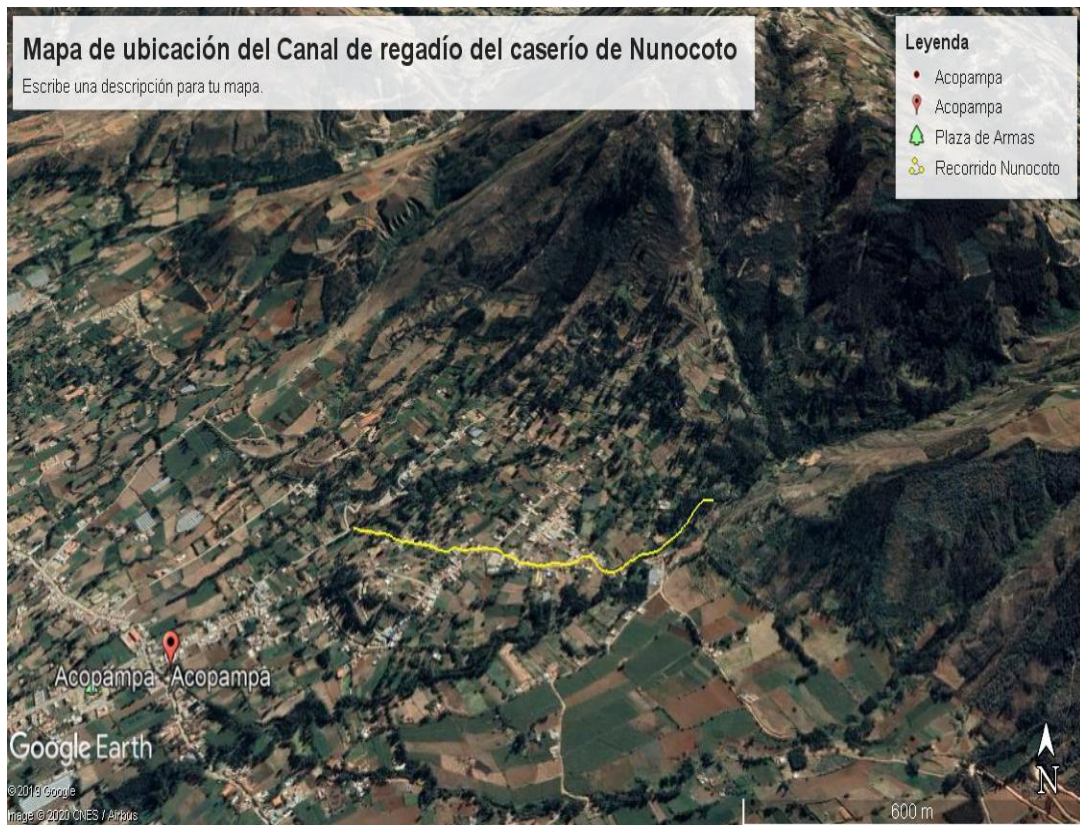 Mapa de ubicación del Canal de regadío del caserío de Nunocoto
Escribe una descripción para tu mapa.
Leyenda
Acopampa
Acopampa
Plaza de Armas
Recorrido Nunocoto
Acopampa Acopampa
Google Earth
© 2018 Google
Image © 2020 CNES / Airbus
N
600 m